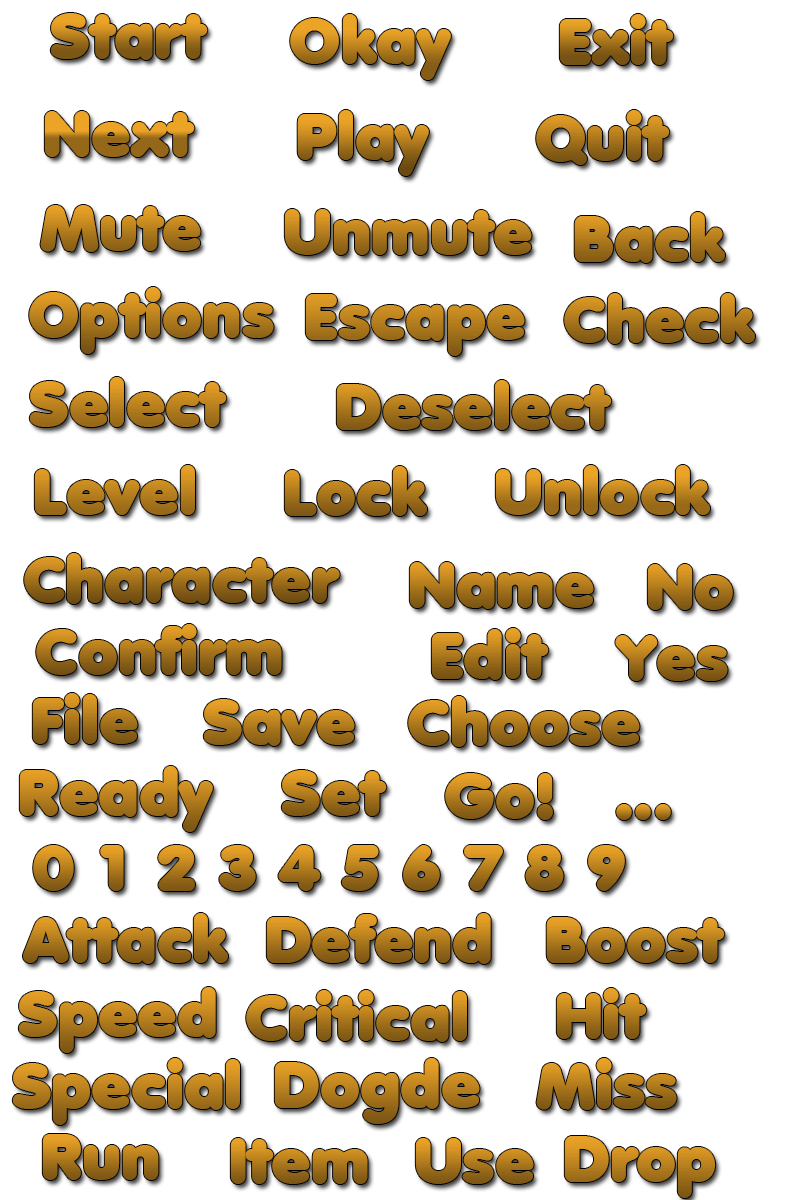 Start Okay Exit
Next Play Quit
Mute Unmute Back
Options Escape Check
Select Deselect
Level Lock Unlock
Character Name No
Confirm Edit Yes
File Save Choose
Ready Set Go! ...
0 1 2 3 4 5 6 7 8 9
Attack Defend Boost
Speed Critical Hit
Special Dogde Miss
Run Item Use Drop